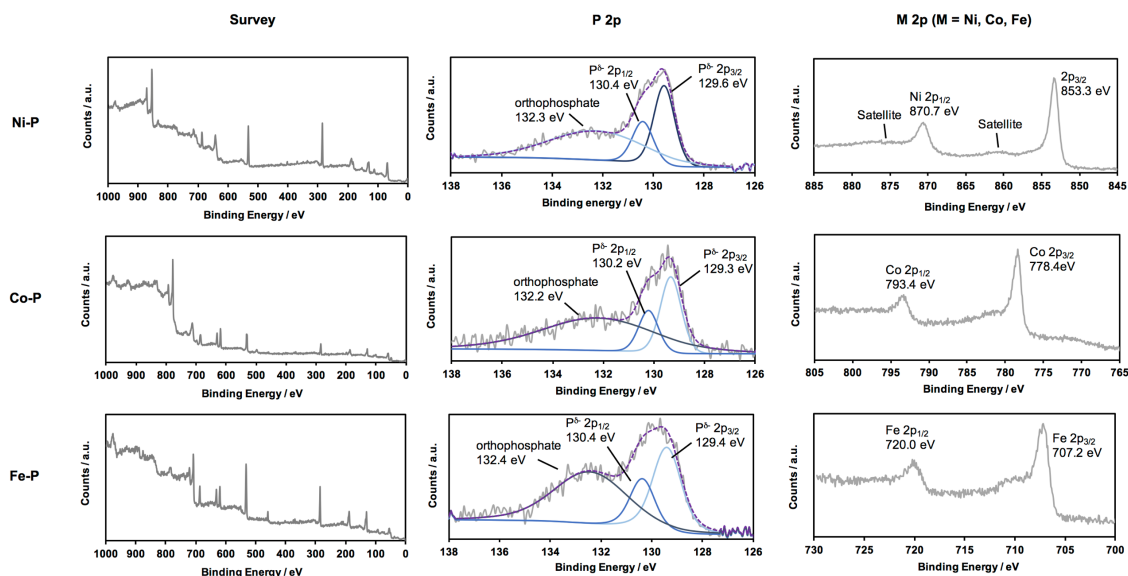 Survey
P 2p
M 2p (M = Ni, Co, Fe)
Ni-P
Counts / a.u.
1000 900 800 700 600 500 400 300 200 100 0
Binding Energy / eV
Counts / a.u.
orthophosphate
132.3 eV
Pδ- 2p1/2
130.4 eV
Pδ- 2p3/2
129.6 eV
138 136 134 132 130 128 126
Binding energy / eV
Counts / a.u.
Satellite
Ni 2p1/2
870.7 eV
Satellite
2p3/2
853.3 eV
885 875 865 855 845
Binding Energy / eV
Co-P
Counts / a.u.
1000 900 800 700 600 500 400 300 200 100 0
Binding Energy / eV
Counts / a.u.
orthophosphate
132.2 eV
Pδ- 2p1/2
130.2 eV
Pδ- 2p3/2
129.3 eV
138 136 134 132 130 128 126
Binding Energy / eV
Counts / a.u.
Co 2p1/2
793.4 eV
Co 2p3/2
778.4eV
805 795 785 775 765
Binding Energy / eV
Fe-P
Counts / a.u.
1000 900 800 700 600 500 400 300 200 100 0
Binding Energy / eV
Counts / a.u.
orthophosphate
132.4 eV
Pδ- 2p1/2
130.4 eV
Pδ- 2p3/2
129.4 eV
138 136 134 132 130 128 126
Binding Energy / eV
Counts / a.u.
Fe 2p1/2
720.0 eV
Fe 2p3/2
707.2 eV
730 725 720 715 710 705 700
Binding Energy / eV